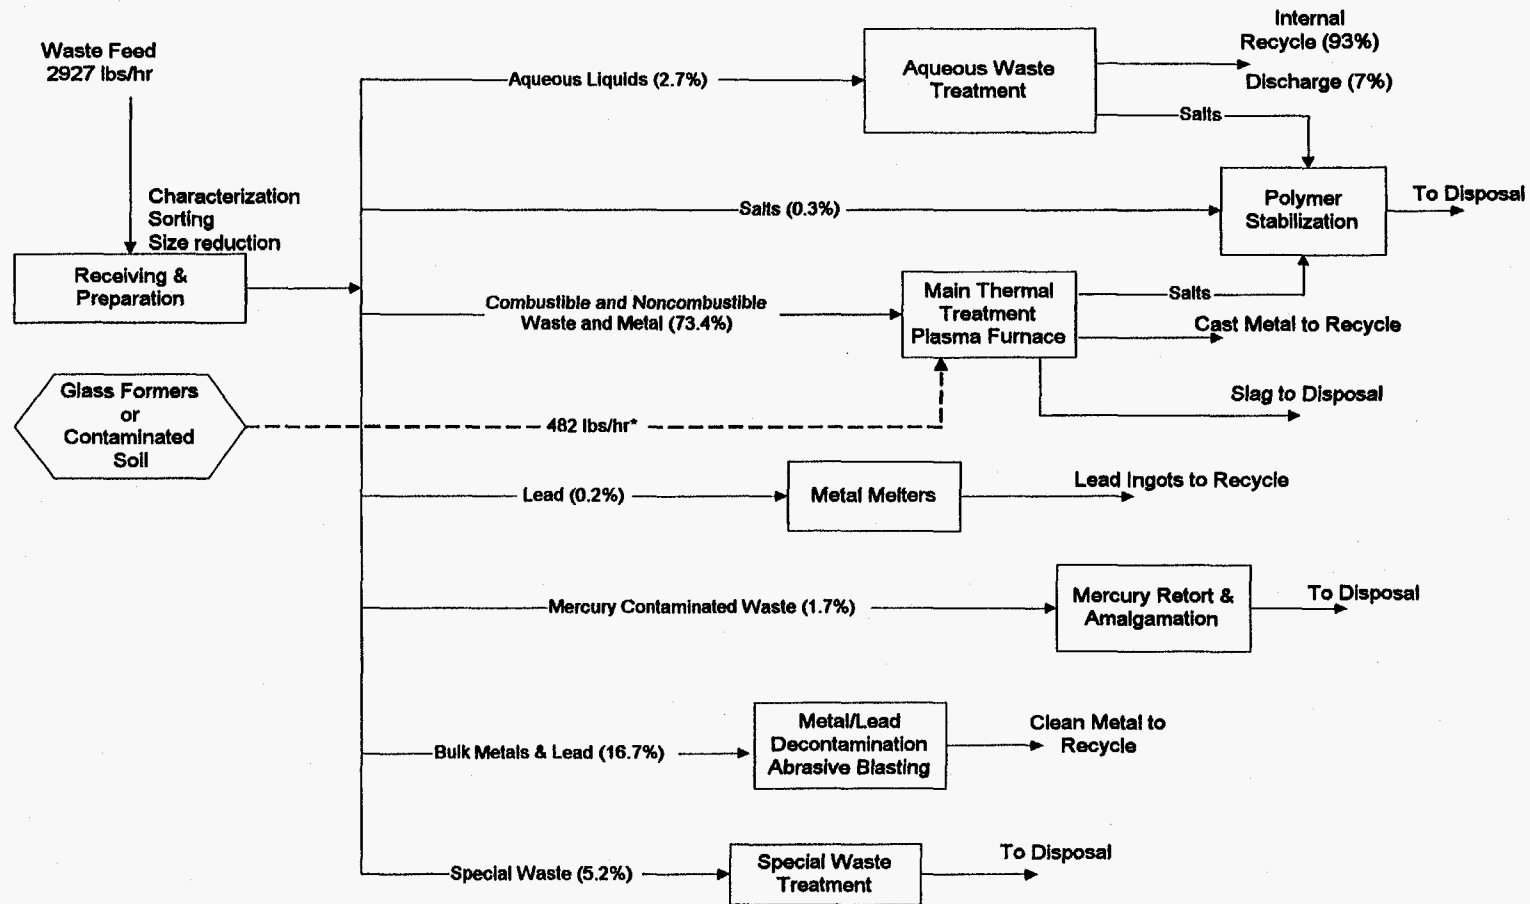 Waste Feed
2927 lbs/hr
Characterization
Sorting
Size reduction
Receiving &
Preparation
Glass Formers
or
Contaminated
Soil
Aqueous Liquids (2.7%)
Aqueous Waste
Treatment
Internal
Recycle (93%)
Discharge (7%)
Salts
Salts (0.3%)
Polymer
Stabilization
To Disposal
Combustible and Noncombustible
Waste and Metal (73.4%)
Main Thermal
Treatment
Plasma Furnace
Salts
Cast Metal to Recycle
Slag to Disposal
482 lbs/hr*
Lead (0.2%)
Metal Melters
Lead Ingots to Recycle
Mercury Contaminated Waste (1.7%)
Mercury Retort &
Amalgamation
To Disposal
Bulk Metals & Lead (16.7%)
Metal/Lead
Decontamination
Abrasive Blasting
Clean Metal to
Recycle
Special Waste (5.2%)
Special Waste
Treatment
To Disposal